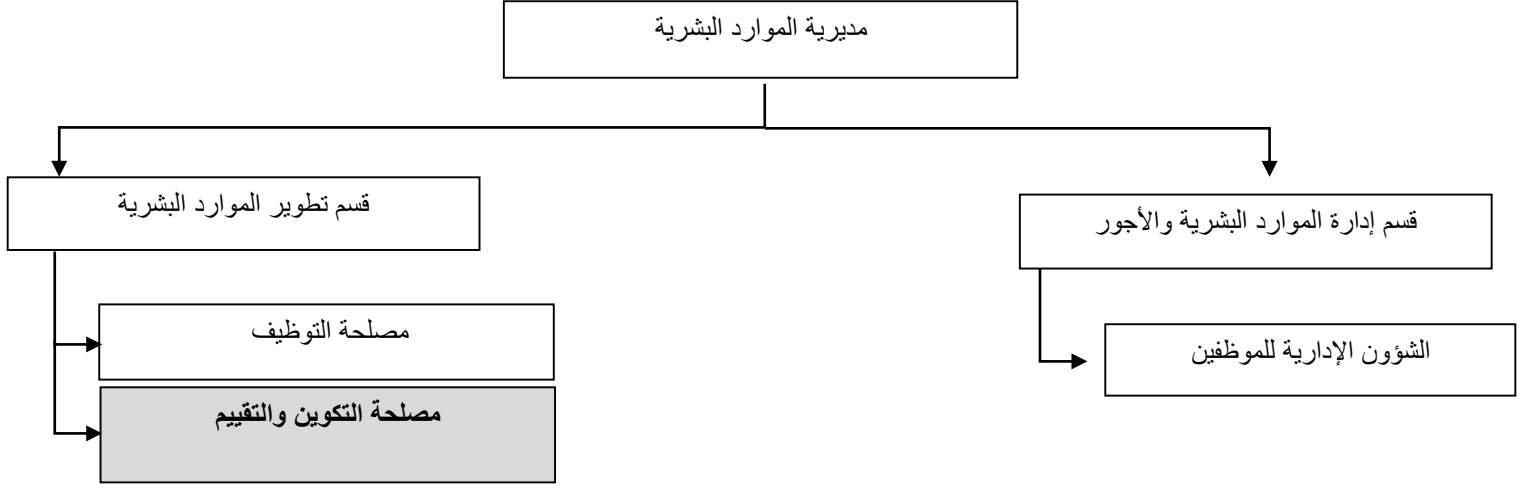 مديرية الموارد البشرية
قسم إدارة الموارد البشرية والأجور
الشؤون الإدارية للموظفين
قسم تطوير الموارد البشرية
مصلحة التوظيف
مصلحة التكوين والتقييم